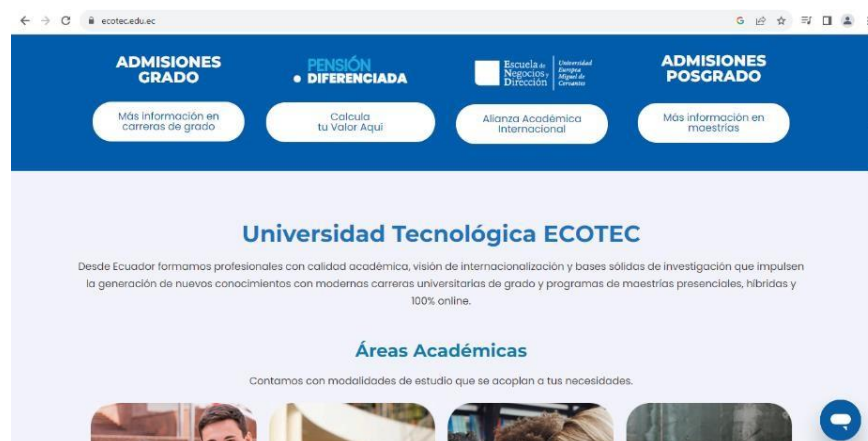 ecotec.edu.ec
ADMISIONES
GRADO
Más información en
carreras de grado
PENSIÓN
DIFERENCIADA
Calcula
tu Valor Aquí
Escuela de
Negocios y
Dirección
Universidad
Europea
Miguel de
Cervantes
Alianza Académica
Internacional
ADMISIONES
POSGRADO
Más información en
maestrías
Universidad Tecnológica ECOTEC
Desde Ecuador formamos profesionales con calidad académica, visión de internacionalización y bases sólidas de investigación que impulsen
la generación de nuevos conocimientos con modernas carreras universitarias de grado y programas de maestrías presenciales, híbridas y
100% online.
Áreas Académicas
Contamos con modalidades de estudio que se acoplan a tus necesidades.